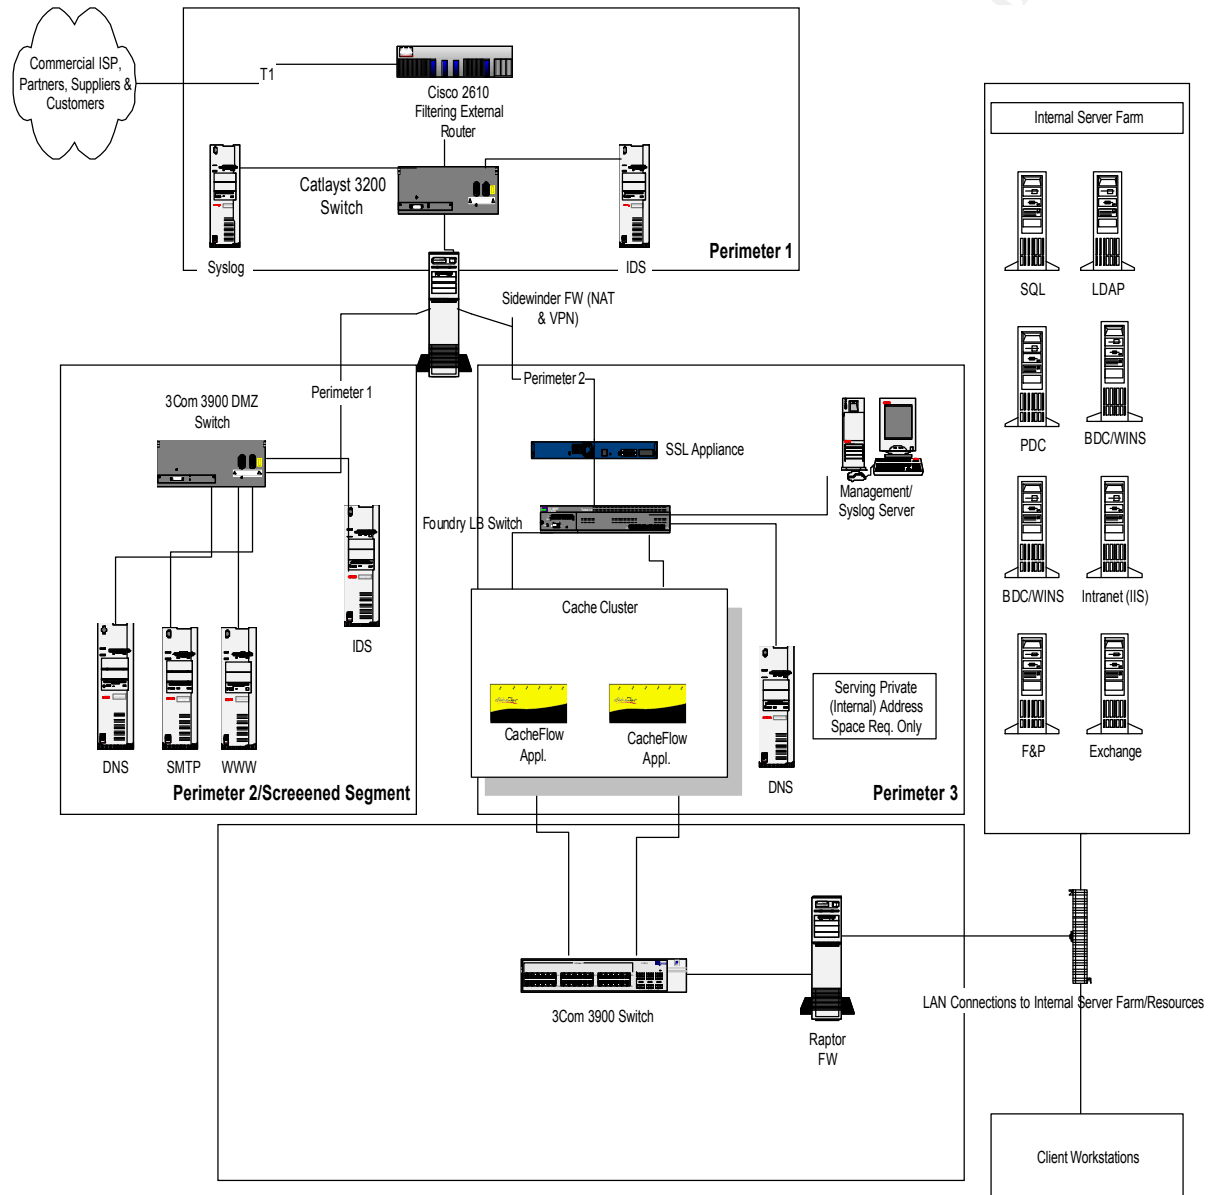 Commercial ISP,
Partners, Suppliers &
Customers
T1
Cisco 2610
Filtering External
Router
Catlayst 3200
Switch
Syslog
IDS
Perimeter 1
Sidewinder FW (NAT
& VPN)
Perimeter 1
Perimeter 2
3Com 3900 DMZ
Switch
IDS
DNS
SMTP
WWW
Perimeter 2/Screeened Segment
SSL Appliance
Foundry LB Switch
Management/
Syslog Server
Cache Cluster
CacheFlow
Appl.
CacheFlow
Appl.
DNS
Serving Private
(Internal) Address
Space Req. Only
Perimeter 3
3Com 3900 Switch
Raptor
FW
Internal Server Farm
SQL
LDAP
PDC
BDC/WINS
BDC/WINS
Intranet (IIS)
F&P
Exchange
LAN Connections to Internal Server Farm/Resources
Client Workstations